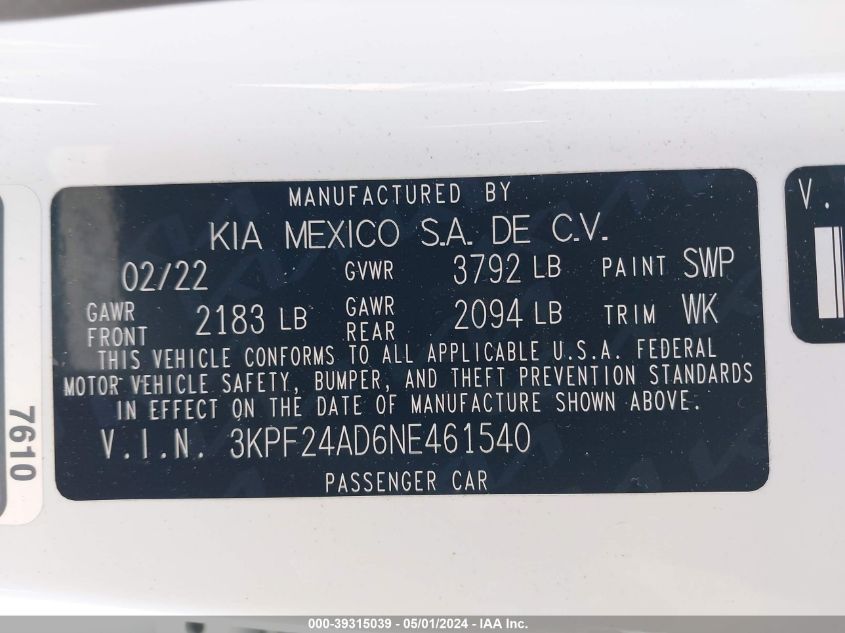 MANUFACTURED BY
KIA MEXICO S.A. DE C.V.
02/22 GVWR 3792 LB PAINT SWP
GAWR FRONT 2183 LB GAWR REAR 2094 LB TRIM WK
THIS VEHICLE CONFORMS TO ALL APPLICABLE U.S.A. FEDERAL
MOTOR VEHICLE SAFETY, BUMPER, AND THEFT PREVENTION STANDARDS
IN EFFECT ON THE DATE OF MANUFACTURE SHOWN ABOVE.
V.I.N. 3KPF24AD6NE461540
PASSENGER CAR
7610
V.
000-39315039 - 05/01/2024 - IAA Inc.